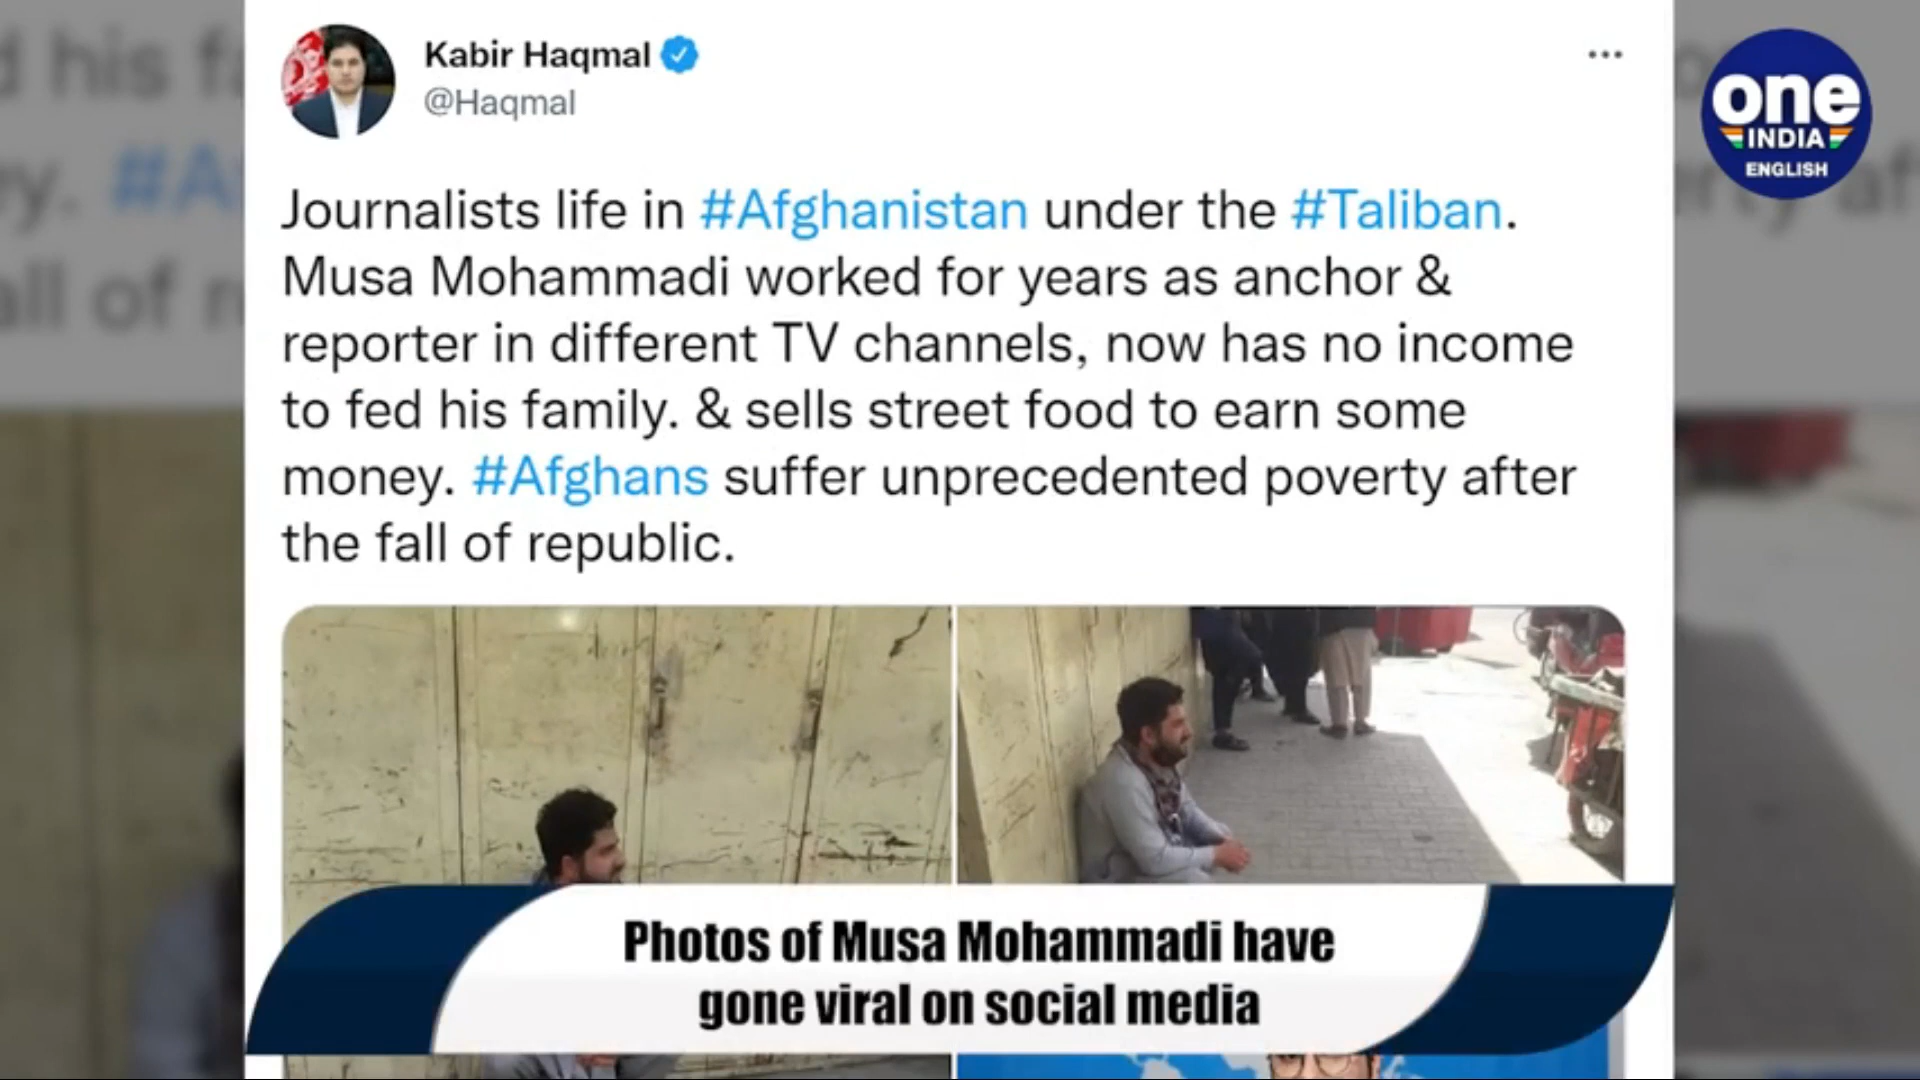 Kabir Haqmal
@Haqmal
one
INDIA
ENGLISH
Journalists life in #Afghanistan under the #Taliban.
Musa Mohammadi worked for years as anchor &
reporter in different TV channels, now has no income
to fed his family. & sells street food to earn some
money. #Afghans suffer unprecedented poverty after
the fall of republic.
Photos of Musa Mohammadi have
gone viral on social media